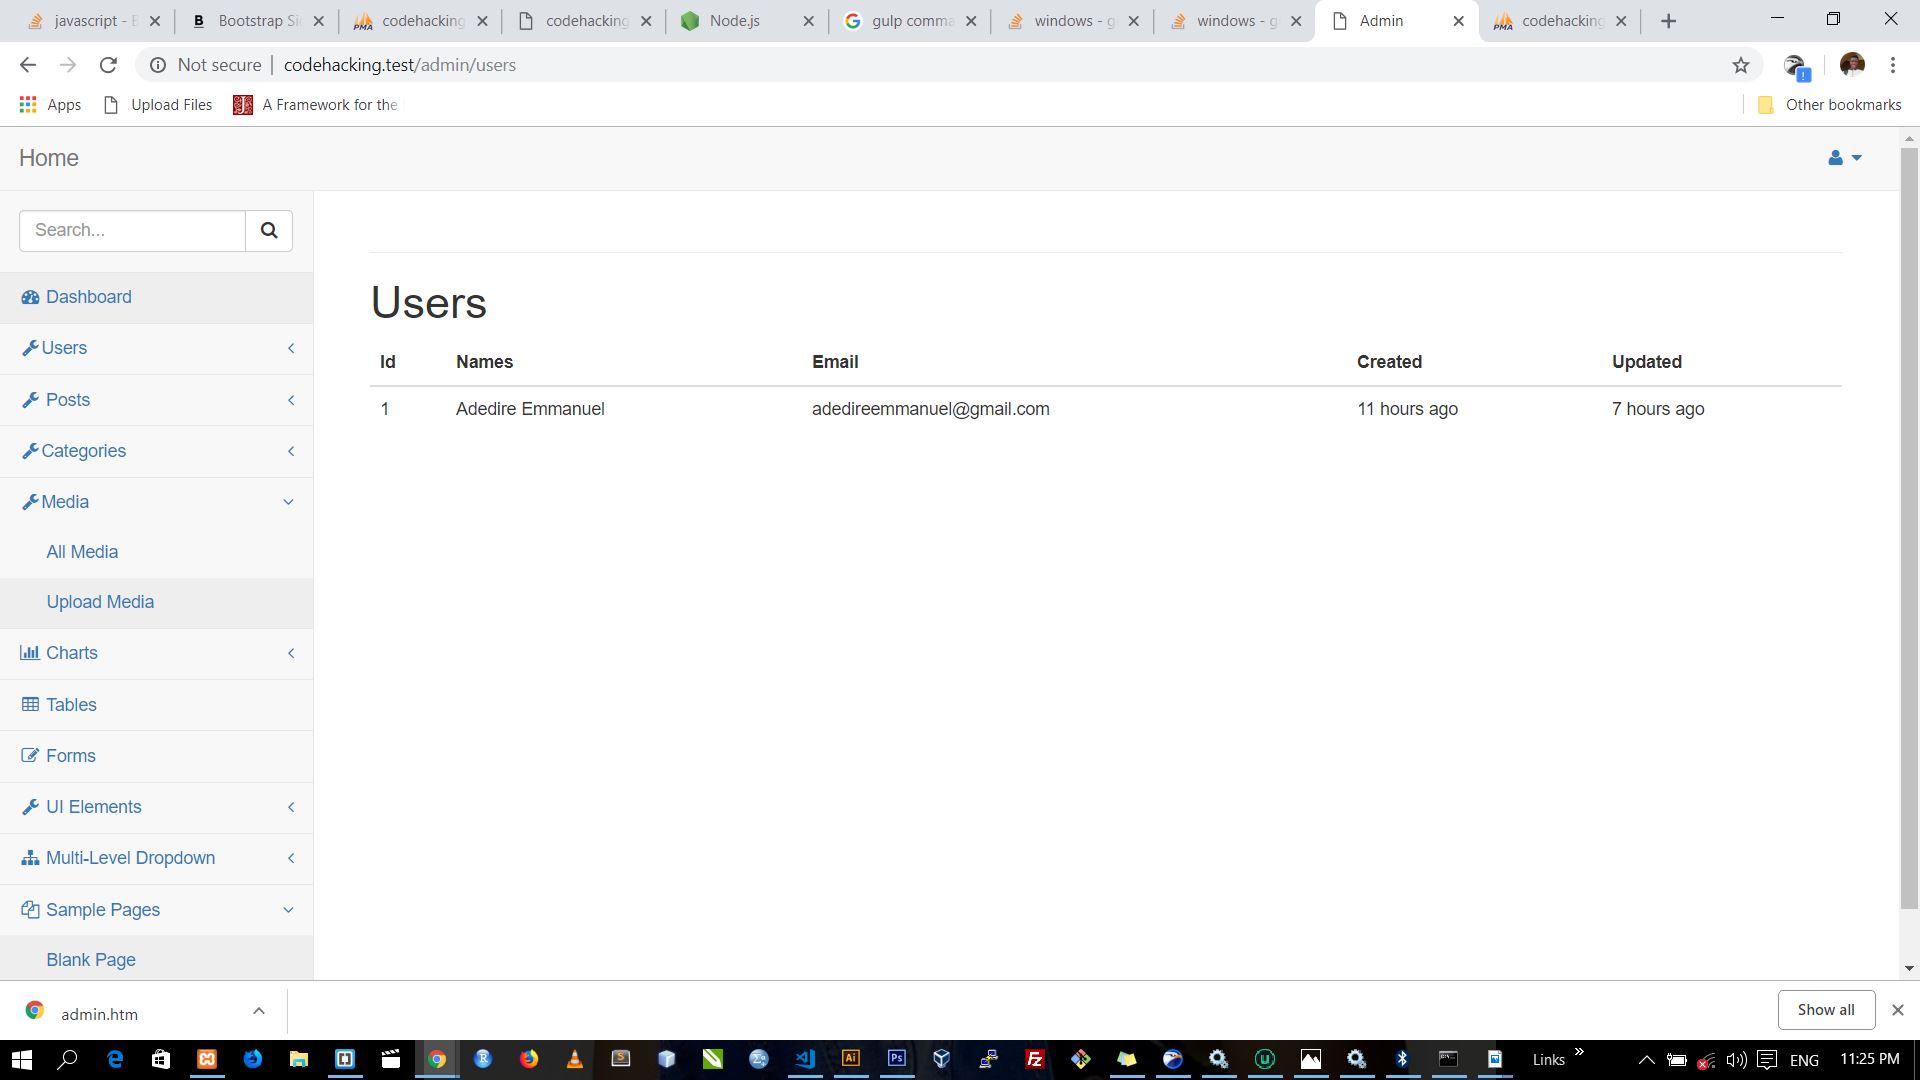 javascript - B
Bootstrap Si
codehacking
codehacking
Node.js
gulp comma
windows - g
windows - g
Admin
codehacking
Not secure | codehacking.test/admin/users
Apps
Upload Files
A Framework for the
Other bookmarks
Home
Search...
Dashboard
Users
Posts
Categories
Media
All Media
Upload Media
Charts
Tables
Forms
UI Elements
Multi-Level Dropdown
Sample Pages
Blank Page
Users
Id Names Email Created Updated
1 Adedire Emmanuel adedireemmanuel@gmail.com 11 hours ago 7 hours ago
admin.htm
Show all
Links
ENG
11:25 PM